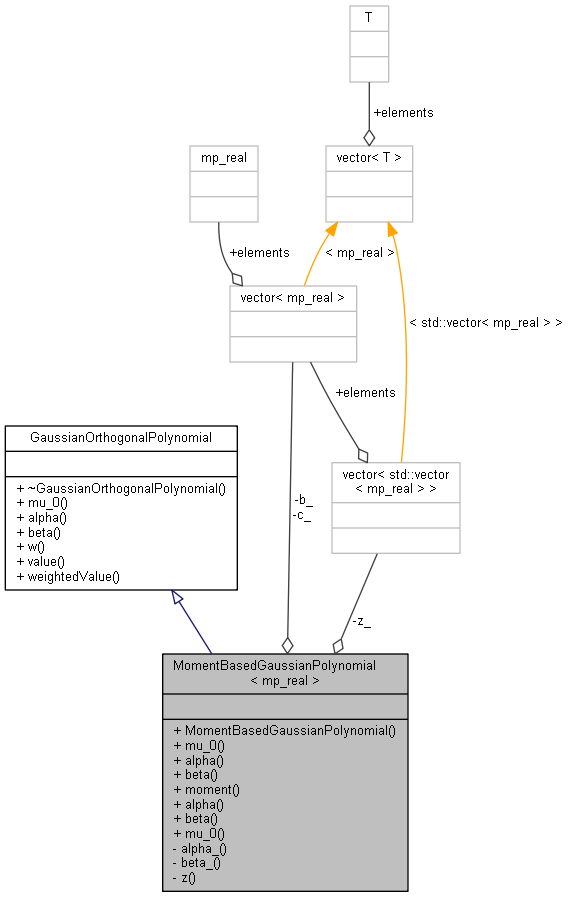 T
+elements
mp_real
vector< T >
+elements
< mp_real >
vector< mp_real >
< std::vector< mp_real > >
+elements
GaussianOrthogonalPolynomial
+ ~GaussianOrthogonalPolynomial()
+ mu_0()
+ alpha()
+ beta()
+ w()
+ value()
+ weightedValue()
vector< std::vector
< mp_real > >
-b_
-c_
-z_
MomentBasedGaussianPolynomial
< mp_real >
+ MomentBasedGaussianPolynomial()
+ mu_0()
+ alpha()
+ beta()
+ moment()
+ alpha()
+ beta()
+ mu_0()
- alpha_()
- beta_()
- z()